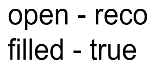 open - reco
filled - true